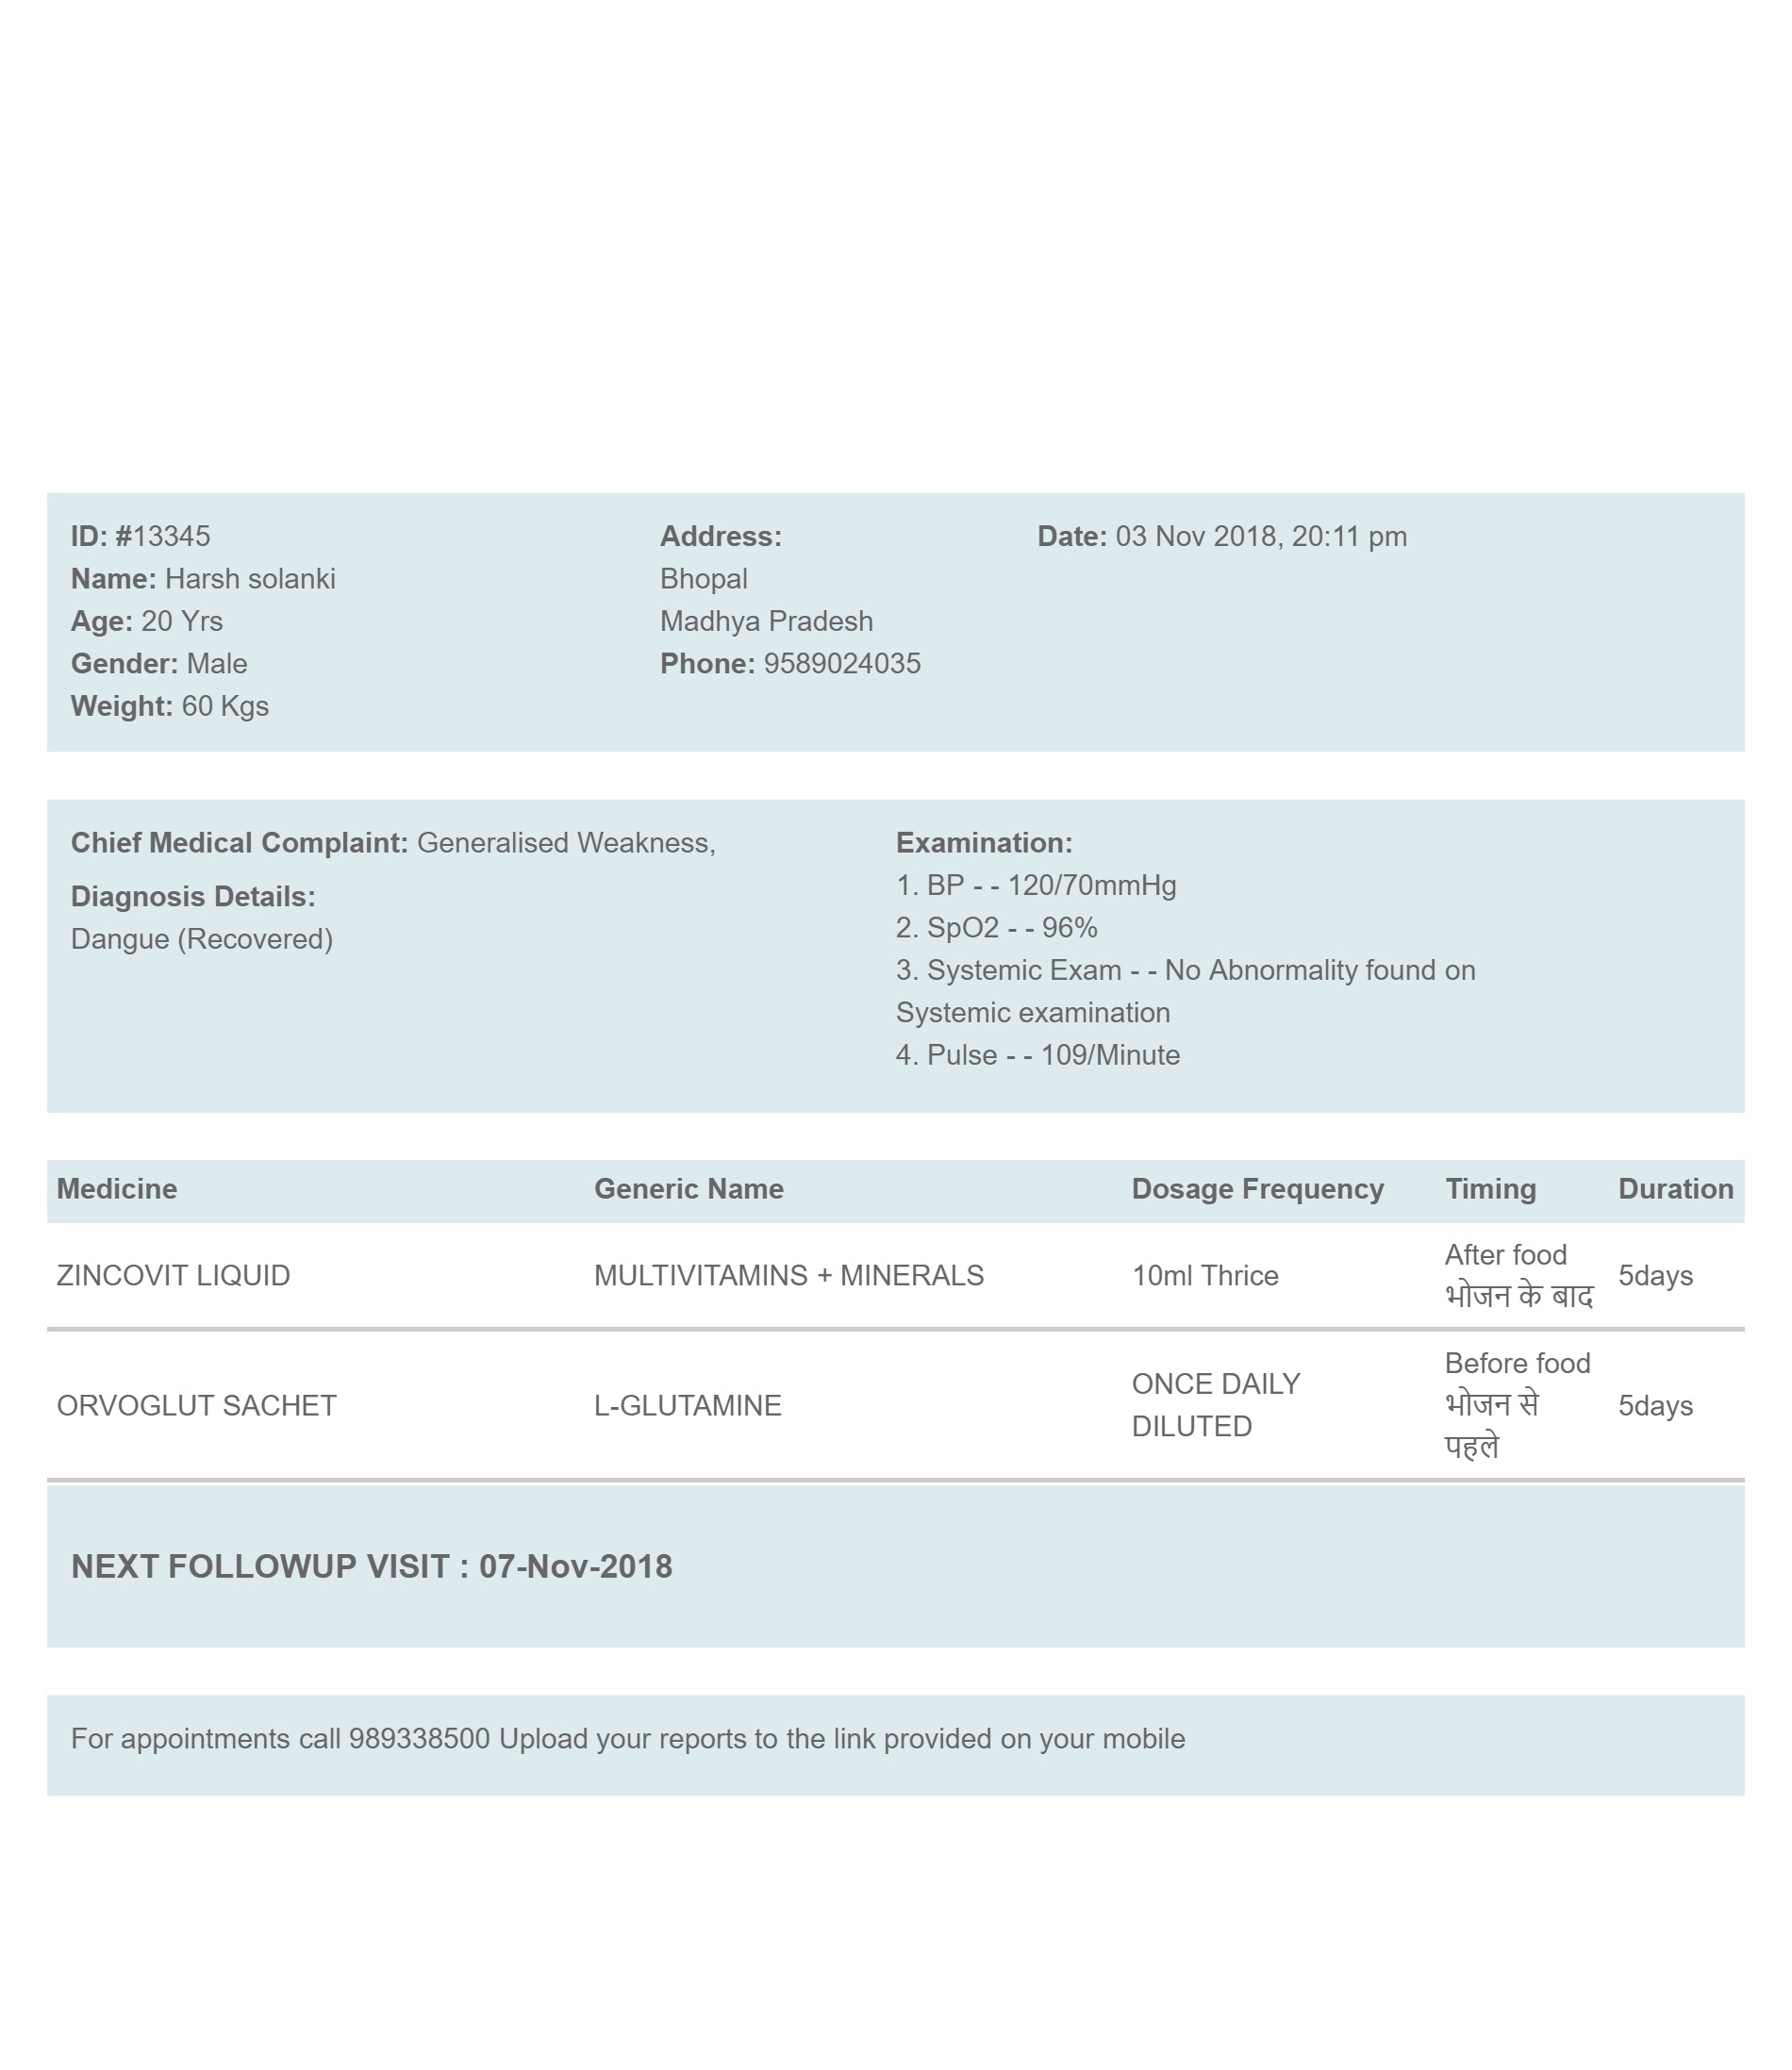 ID: #13345
Name: Harsh solanki
Age: 20 Yrs
Gender: Male
Weight: 60 Kgs
Address:
Bhopal
Madhya Pradesh
Phone: 9589024035
Date: 03 Nov 2018, 20:11 pm
Chief Medical Complaint: Generalised Weakness,
Diagnosis Details:
Dangue (Recovered)
Examination:
1. BP - - 120/70mmHg
2. SpO2 - - 96%
3. Systemic Exam - - No Abnormality found on
Systemic examination
4. Pulse - - 109/Minute
Medicine Generic Name Dosage Frequency Timing Duration
ZINCOVIT LIQUID MULTIVITAMINS + MINERALS 10ml Thrice After food
भोजन के बाद 5days
ORVOGLUT SACHET L-GLUTAMINE ONCE DAILY
DILUTED Before food
भोजन से
पहले 5days
NEXT FOLLOWUP VISIT : 07-Nov-2018
For appointments call 989338500 Upload your reports to the link provided on your mobile